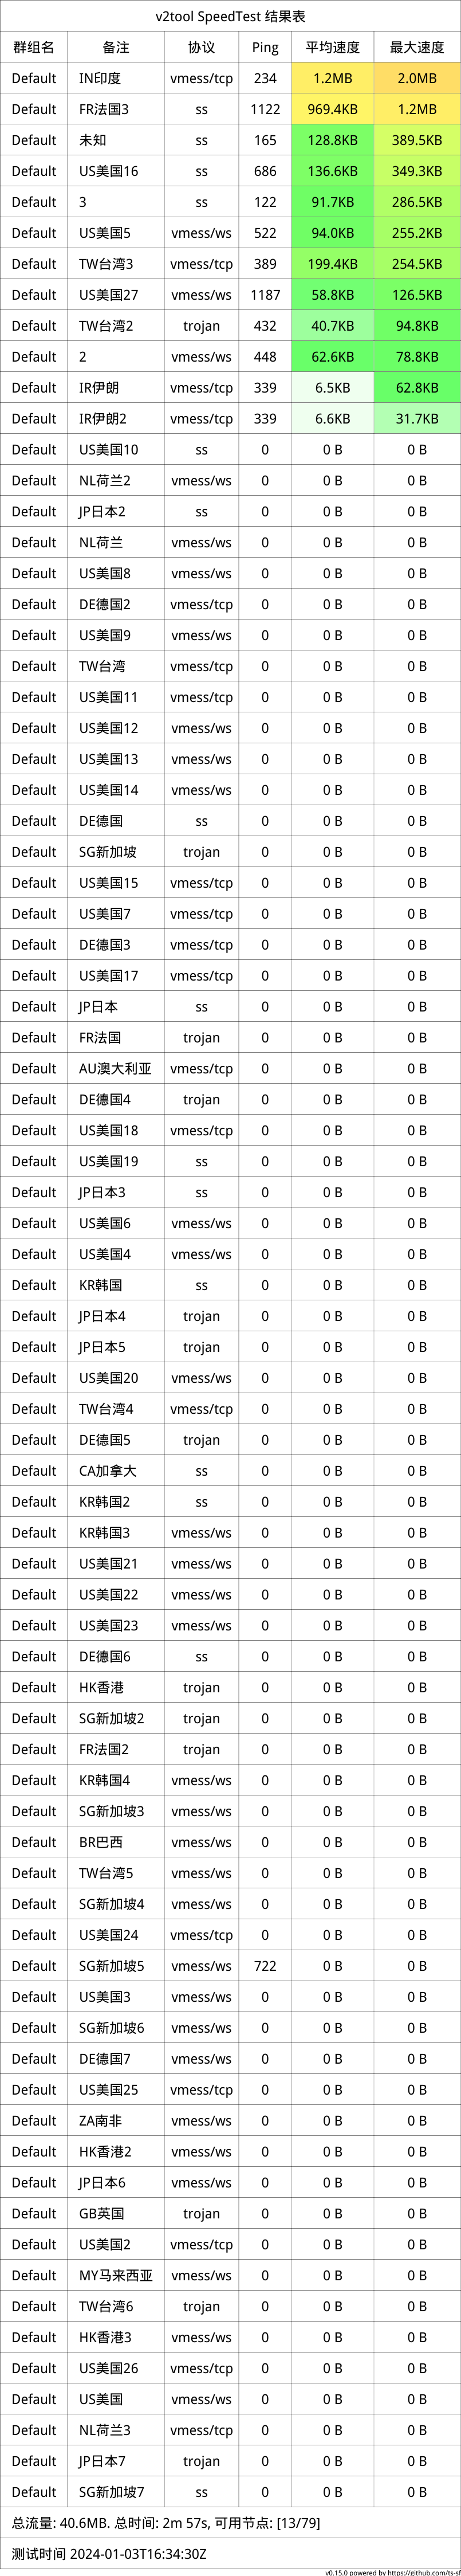 v2tool SpeedTest 结果表
群组名 备注 协议 Ping 平均速度 最大速度
Default IN印度 vmess/tcp 234 1.2MB 2.0MB
Default FR法国3 ss 1122 969.4KB 1.2MB
Default 未知 ss 165 128.8KB 389.5KB
Default US美国16 ss 686 136.6KB 349.3KB
Default 3 ss 122 91.7KB 286.5KB
Default US美国5 vmess/ws 522 94.0KB 255.2KB
Default TW台湾3 vmess/tcp 389 199.4KB 254.5KB
Default US美国27 vmess/ws 1187 58.8KB 126.5KB
Default TW台湾2 trojan 432 40.7KB 94.8KB
Default 2 vmess/ws 448 62.6KB 78.8KB
Default IR伊朗 vmess/tcp 339 6.5KB 62.8KB
Default IR伊朗2 vmess/tcp 339 6.6KB 31.7KB
Default US美国10 ss 0 0 B 0 B
Default NL荷兰2 vmess/ws 0 0 B 0 B
Default JP日本2 ss 0 0 B 0 B
Default NL荷兰 vmess/ws 0 0 B 0 B
Default US美国8 vmess/ws 0 0 B 0 B
Default DE德国2 vmess/tcp 0 0 B 0 B
Default US美国9 vmess/ws 0 0 B 0 B
Default TW台湾 vmess/tcp 0 0 B 0 B
Default US美国11 vmess/tcp 0 0 B 0 B
Default US美国12 vmess/ws 0 0 B 0 B
Default US美国13 vmess/ws 0 0 B 0 B
Default US美国14 vmess/ws 0 0 B 0 B
Default DE德国 ss 0 0 B 0 B
Default SG新加坡 trojan 0 0 B 0 B
Default US美国15 vmess/tcp 0 0 B 0 B
Default US美国7 vmess/tcp 0 0 B 0 B
Default DE德国3 vmess/tcp 0 0 B 0 B
Default US美国17 vmess/tcp 0 0 B 0 B
Default JP日本 ss 0 0 B 0 B
Default FR法国 trojan 0 0 B 0 B
Default AU澳大利亚 vmess/tcp 0 0 B 0 B
Default DE德国4 trojan 0 0 B 0 B
Default US美国18 vmess/tcp 0 0 B 0 B
Default US美国19 ss 0 0 B 0 B
Default JP日本3 ss 0 0 B 0 B
Default US美国6 vmess/ws 0 0 B 0 B
Default US美国4 vmess/ws 0 0 B 0 B
Default KR韩国 ss 0 0 B 0 B
Default JP日本4 trojan 0 0 B 0 B
Default JP日本5 trojan 0 0 B 0 B
Default US美国20 vmess/ws 0 0 B 0 B
Default TW台湾4 vmess/tcp 0 0 B 0 B
Default DE德国5 trojan 0 0 B 0 B
Default CA加拿大 ss 0 0 B 0 B
Default KR韩国2 ss 0 0 B 0 B
Default KR韩国3 vmess/ws 0 0 B 0 B
Default US美国21 vmess/ws 0 0 B 0 B
Default US美国22 vmess/ws 0 0 B 0 B
Default US美国23 vmess/ws 0 0 B 0 B
Default DE德国6 ss 0 0 B 0 B
Default HK香港 trojan 0 0 B 0 B
Default SG新加坡2 trojan 0 0 B 0 B
Default FR法国2 trojan 0 0 B 0 B
Default KR韩国4 vmess/ws 0 0 B 0 B
Default SG新加坡3 vmess/ws 0 0 B 0 B
Default BR巴西 vmess/ws 0 0 B 0 B
Default TW台湾5 vmess/ws 0 0 B 0 B
Default SG新加坡4 vmess/ws 0 0 B 0 B
Default US美国24 vmess/tcp 0 0 B 0 B
Default SG新加坡5 vmess/ws 722 0 B 0 B
Default US美国3 vmess/ws 0 0 B 0 B
Default SG新加坡6 vmess/ws 0 0 B 0 B
Default DE德国7 vmess/ws 0 0 B 0 B
Default US美国25 vmess/tcp 0 0 B 0 B
Default ZA南非 vmess/ws 0 0 B 0 B
Default HK香港2 vmess/ws 0 0 B 0 B
Default JP日本6 vmess/ws 0 0 B 0 B
Default GB英国 trojan 0 0 B 0 B
Default US美国2 vmess/tcp 0 0 B 0 B
Default MY马来西亚 vmess/ws 0 0 B 0 B
Default TW台湾6 trojan 0 0 B 0 B
Default HK香港3 vmess/ws 0 0 B 0 B
Default US美国26 vmess/tcp 0 0 B 0 B
Default US美国 vmess/ws 0 0 B 0 B
Default NL荷兰3 vmess/tcp 0 0 B 0 B
Default JP日本7 trojan 0 0 B 0 B
Default SG新加坡7 ss 0 0 B 0 B
总流量: 40.6MB. 总时间: 2m 57s, 可用节点: [13/79]
测试时间 2024-01-03T16:34:30Z
v0.15.0 powered by https://github.com/ts-sf